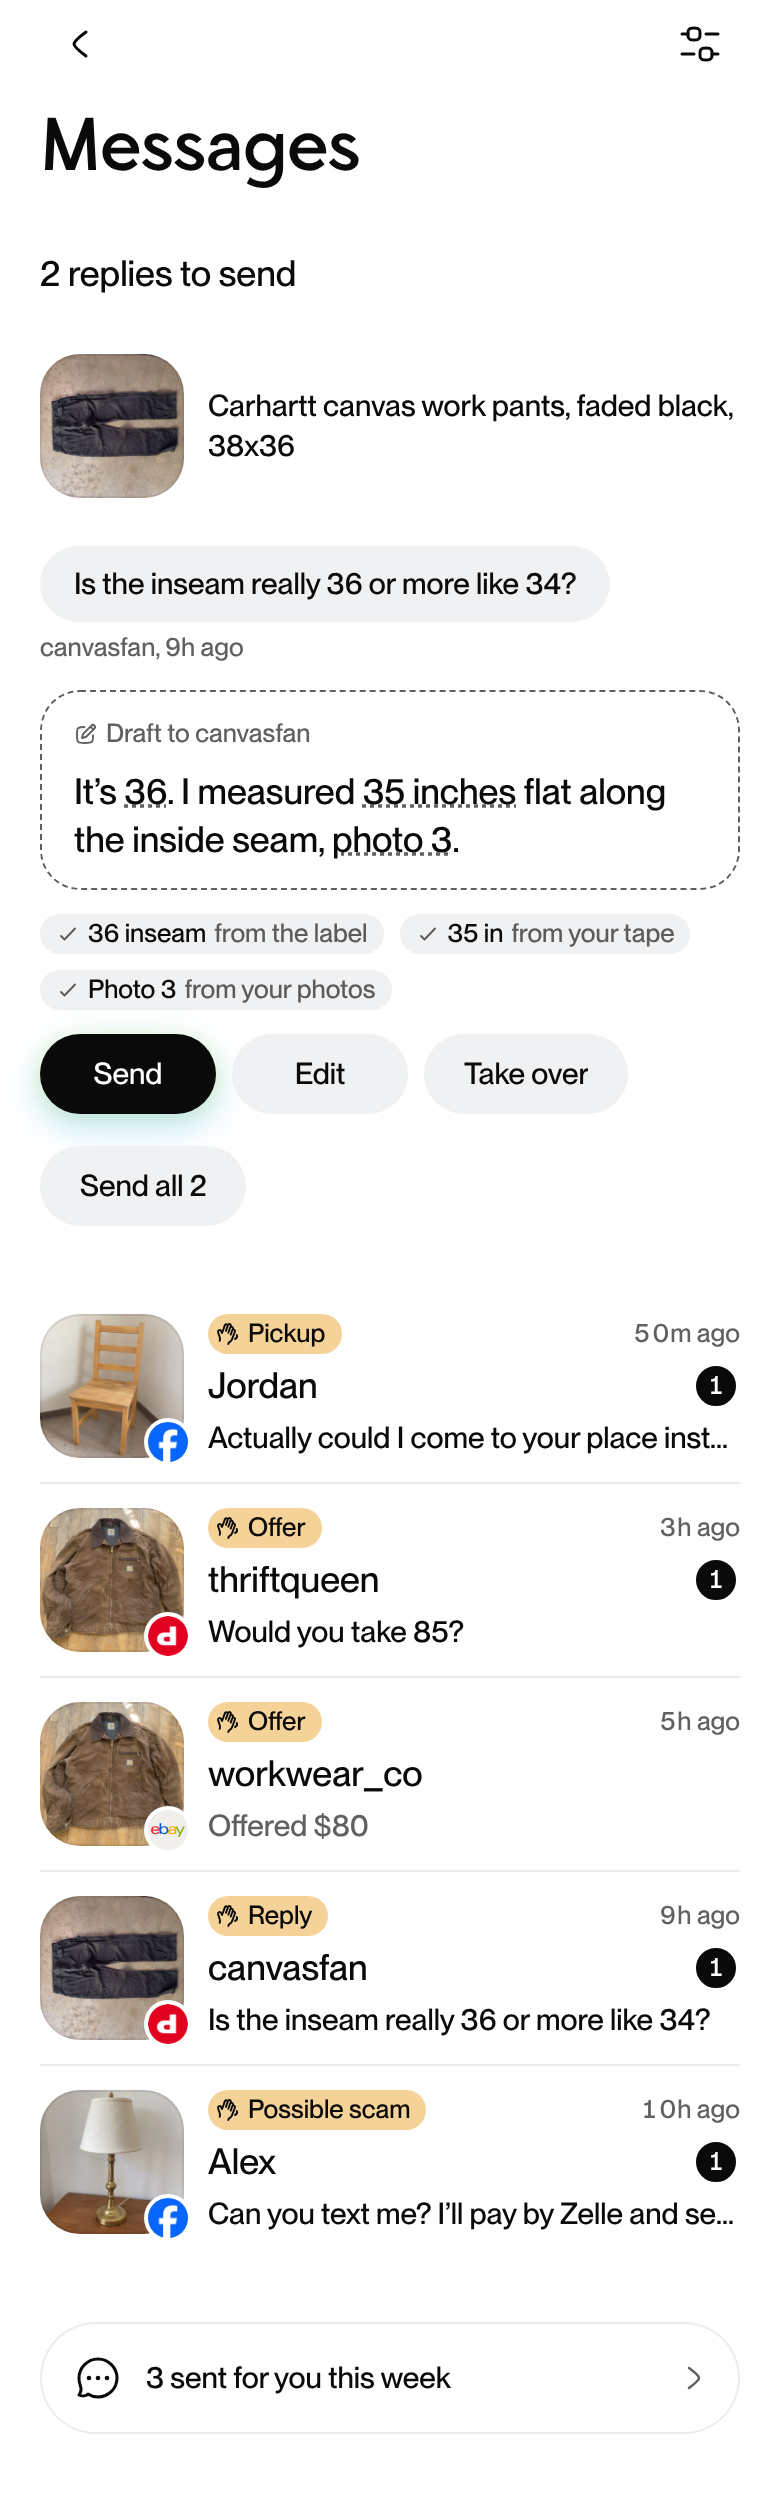 Messages
2 replies to send
Carhartt canvas work pants, faded black,
38x36
Is the inseam really 36 or more like 34?
canvasfan, 9h ago
Draft to canvasfan
It’s 36. I measured 35 inches flat along
the inside seam, photo 3.
36 inseam from the label
35 in from your tape
Photo 3 from your photos
Send
Edit
Take over
Send all 2
Pickup
50m ago
Jordan
1
Actually could I come to your place inst...
Offer
3h ago
thriftqueen
1
Would you take 85?
Offer
5h ago
workwear_co
ebay
Offered $80
Reply
9h ago
canvasfan
1
Is the inseam really 36 or more like 34?
Possible scam
10h ago
Alex
1
Can you text me? I’ll pay by Zelle and se...
3 sent for you this week